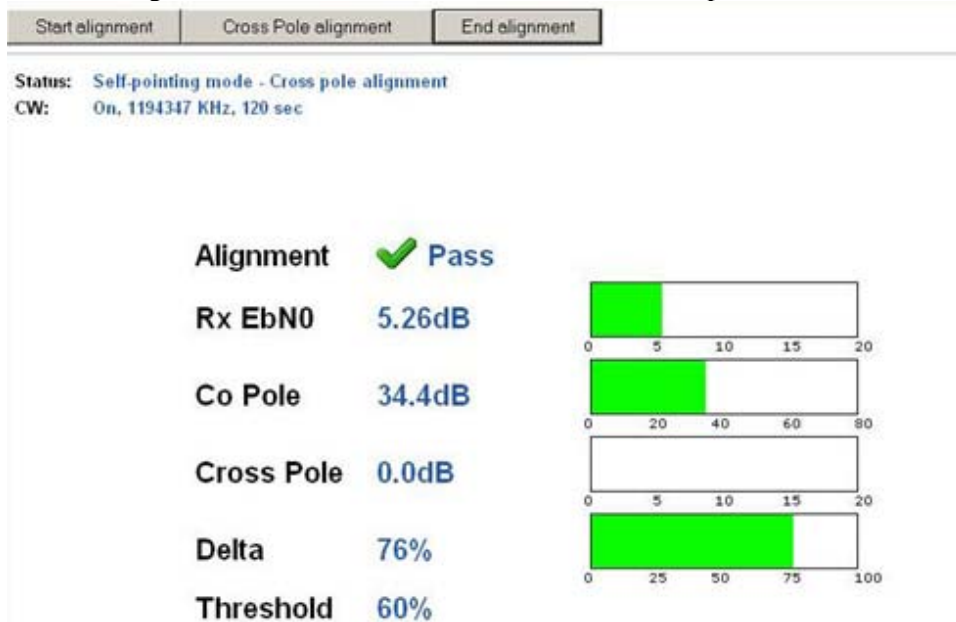 Start alignment Cross Pole alignment End alignment
Status: Self-pointing mode - Cross pole alignment
CW: On, 1194347 KHz, 120 sec
Alignment Pass
Rx EbN0 5.26dB
0 5 10 15 20
Co Pole 34.4dB
0 20 40 60 80
Cross Pole 0.0dB
0 5 10 15 20
Delta 76%
0 25 50 75 100
Threshold 60%